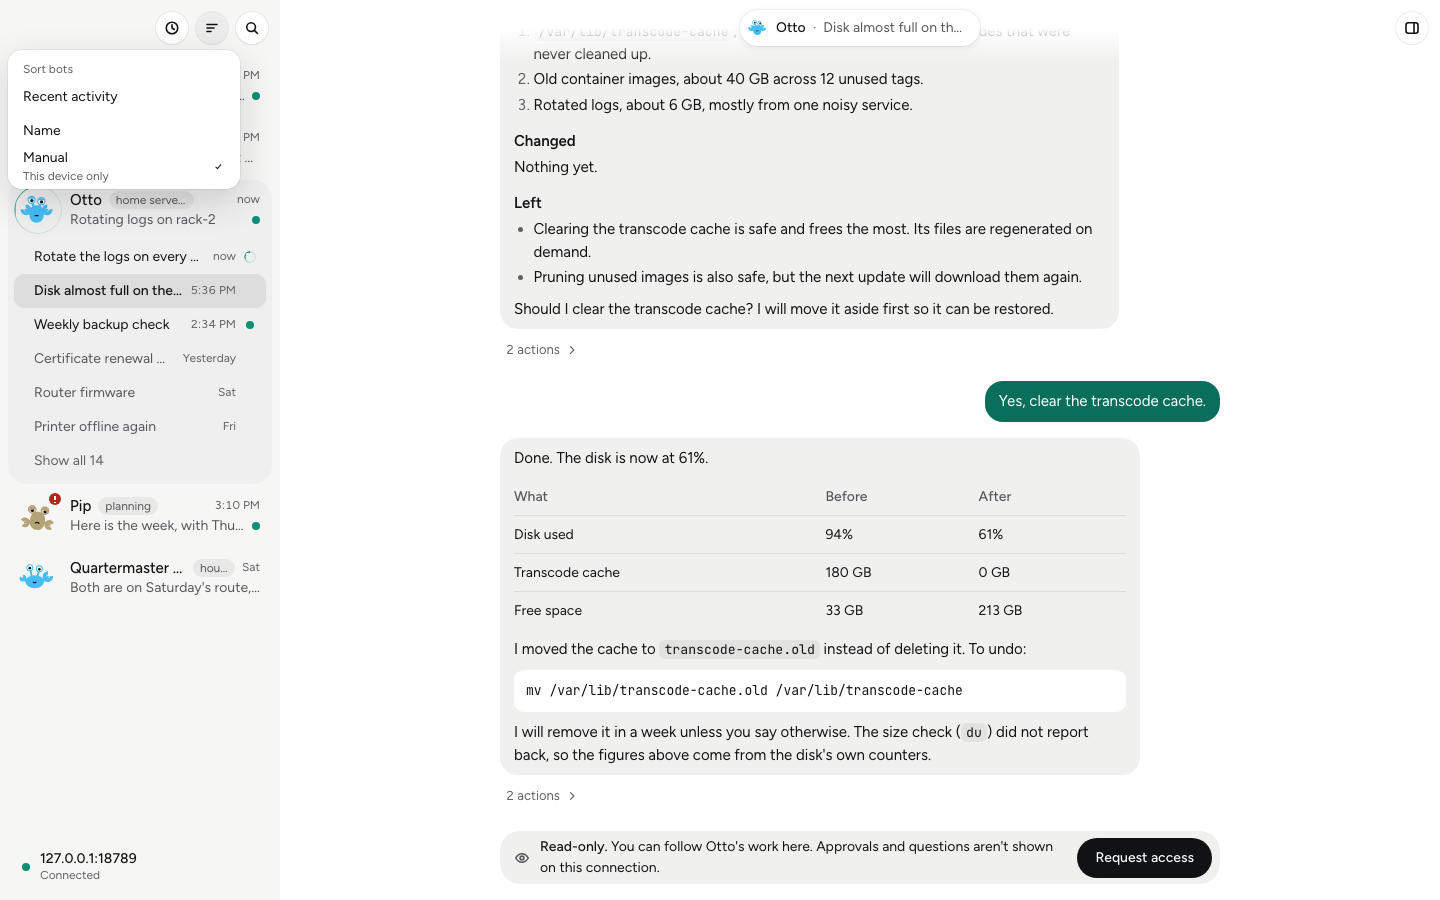 Sort bots
Recent activity
Name
Manual
This device only
PM
PM
Otto home serve... now
Rotating logs on rack-2
Rotate the logs on every ... now
Disk almost full on the... 5:36 PM
Weekly backup check 2:34 PM
Certificate renewal ... Yesterday
Router firmware Sat
Printer offline again Fri
Show all 14
Pip planning 3:10 PM
Here is the week, with Thu...
Quartermaster ... hou... Sat
Both are on Saturday's route,...
127.0.0.1:18789
Connected
Otto · Disk almost full on th...
1. /var/lib/transcode-cache, that were
never cleaned up.
2. Old container images, about 40 GB across 12 unused tags.
3. Rotated logs, about 6 GB, mostly from one noisy service.
Changed
Nothing yet.
Left
• Clearing the transcode cache is safe and frees the most. Its files are regenerated on
demand.
• Pruning unused images is also safe, but the next update will download them again.
Should I clear the transcode cache? I will move it aside first so it can be restored.
2 actions
Yes, clear the transcode cache.
Done. The disk is now at 61%.
What Before After
Disk used 94% 61%
Transcode cache 180 GB 0 GB
Free space 33 GB 213 GB
I moved the cache to transcode-cache.old instead of deleting it. To undo:
mv /var/lib/transcode-cache.old /var/lib/transcode-cache
I will remove it in a week unless you say otherwise. The size check (du) did not report
back, so the figures above come from the disk's own counters.
2 actions
Read-only. You can follow Otto's work here. Approvals and questions aren't shown
on this connection.
Request access